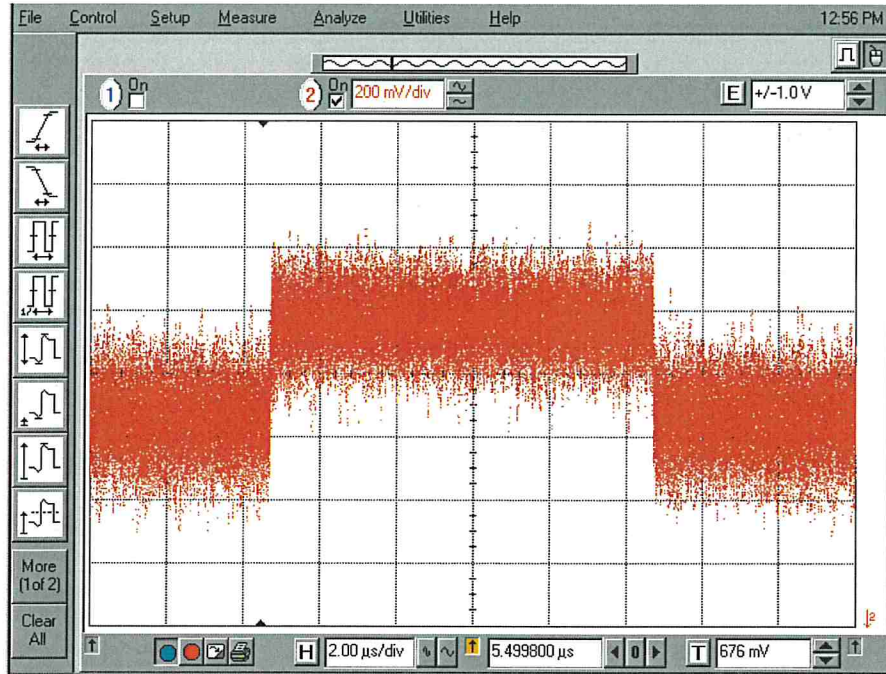 File Control Setup Measure Analyze Utilities Help 12:56 PM
1 On 2 On 200 mV/div E +/-1.0 V
1/
More
(1of 2)
Clear
All
2
H 2.00 µs/div 5.499800 µs 0 T 676 mV